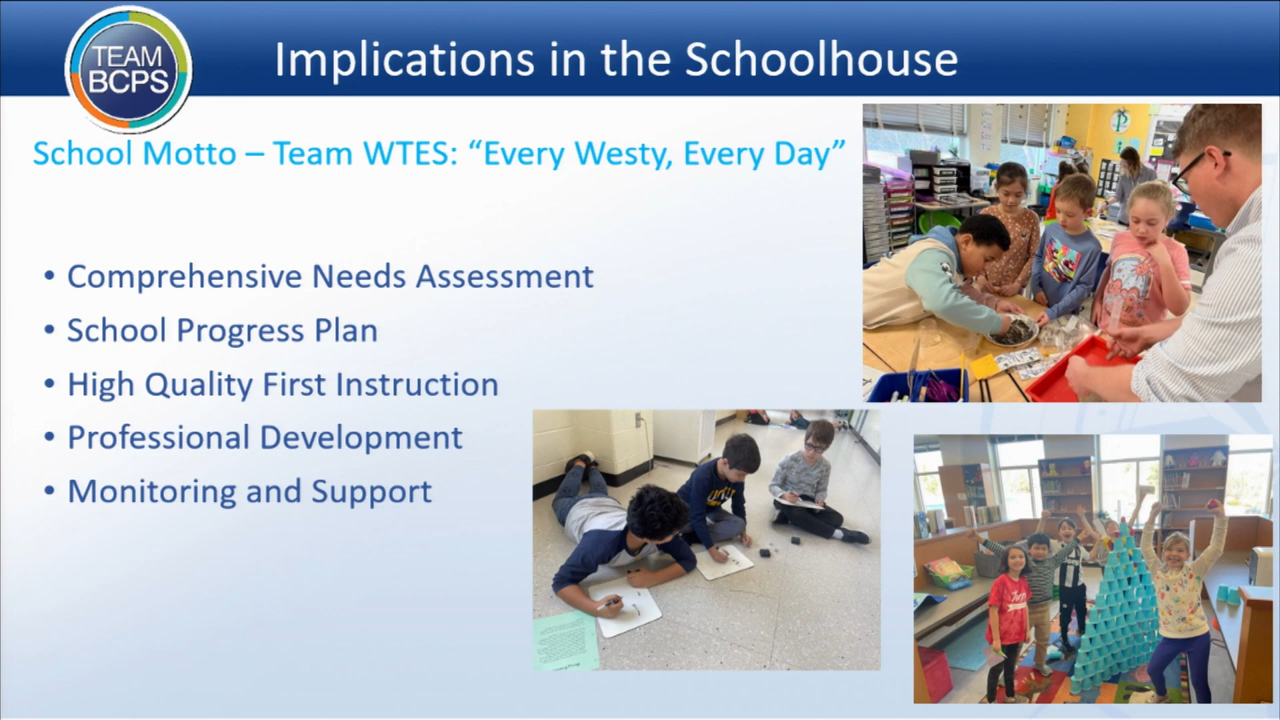 TEAM
BCPS
Implications in the Schoolhouse
School Motto – Team WTES: “Every Westy, Every Day”
• Comprehensive Needs Assessment
• School Progress Plan
• High Quality First Instruction
• Professional Development
• Monitoring and Support